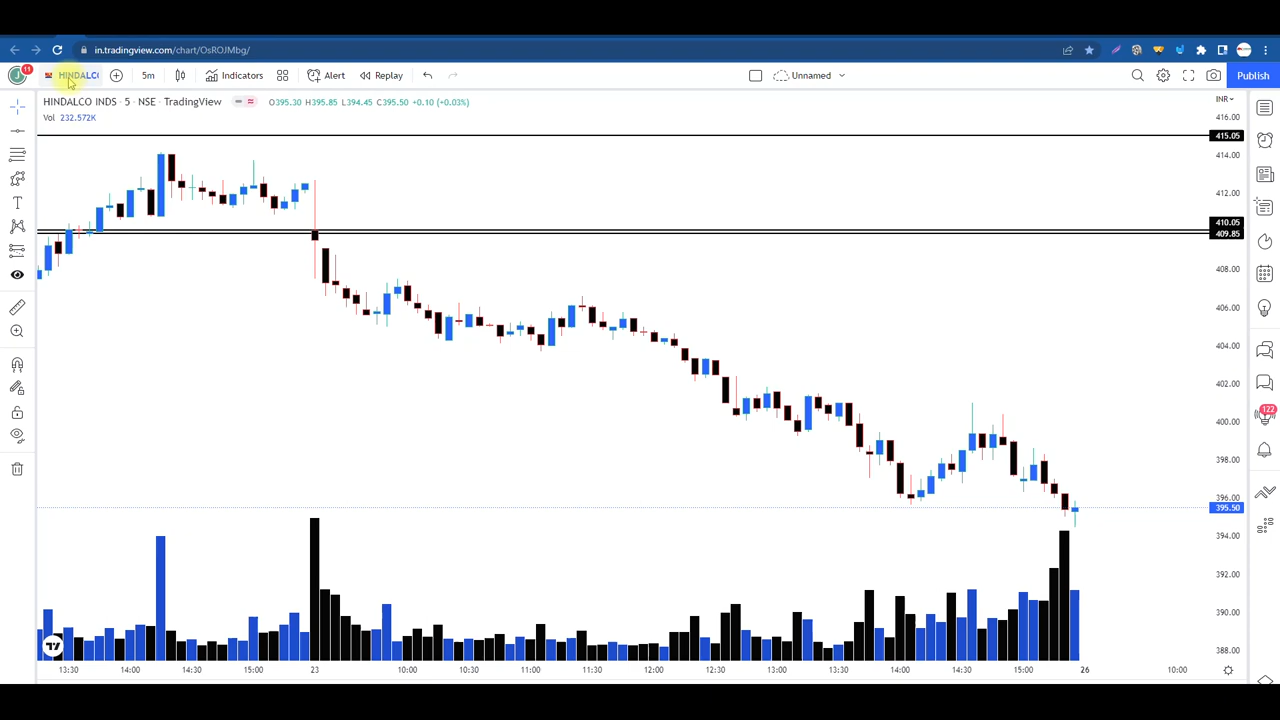 in.tradingview.com/chart/OsROJMbg/
11
HINDALCO
5m
Indicators
Alert
Replay
Unnamed
Publish
HINDALCO INDS · 5 · NSE · TradingView
O395.30 H395.85 L394.45 C395.50 +0.10 (+0.03%)
Vol 232.572K
INR
416.00
415.05
414.00
412.00
410.05
409.85
408.00
406.00
404.00
402.00
400.00
398.00
396.00
395.50
394.00
392.00
390.00
388.00
122
13:30 14:00 14:30 15:00 23 10:00 10:30 11:00 11:30 12:00 12:30 13:00 13:30 14:00 14:30 15:00 26 10:00